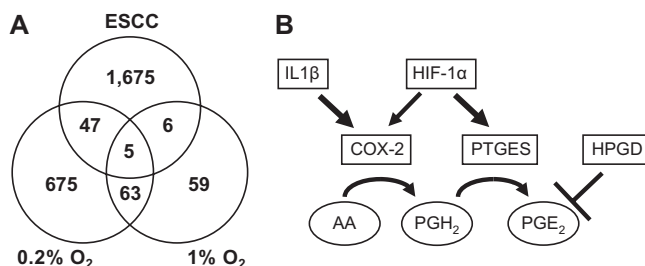 A
ESCC
1,675
47
6
5
675
63
59
0.2% O₂
1% O₂
B
IL1β
HIF-1α
COX-2
PTGES
HPGD
AA
PGH₂
PGE₂